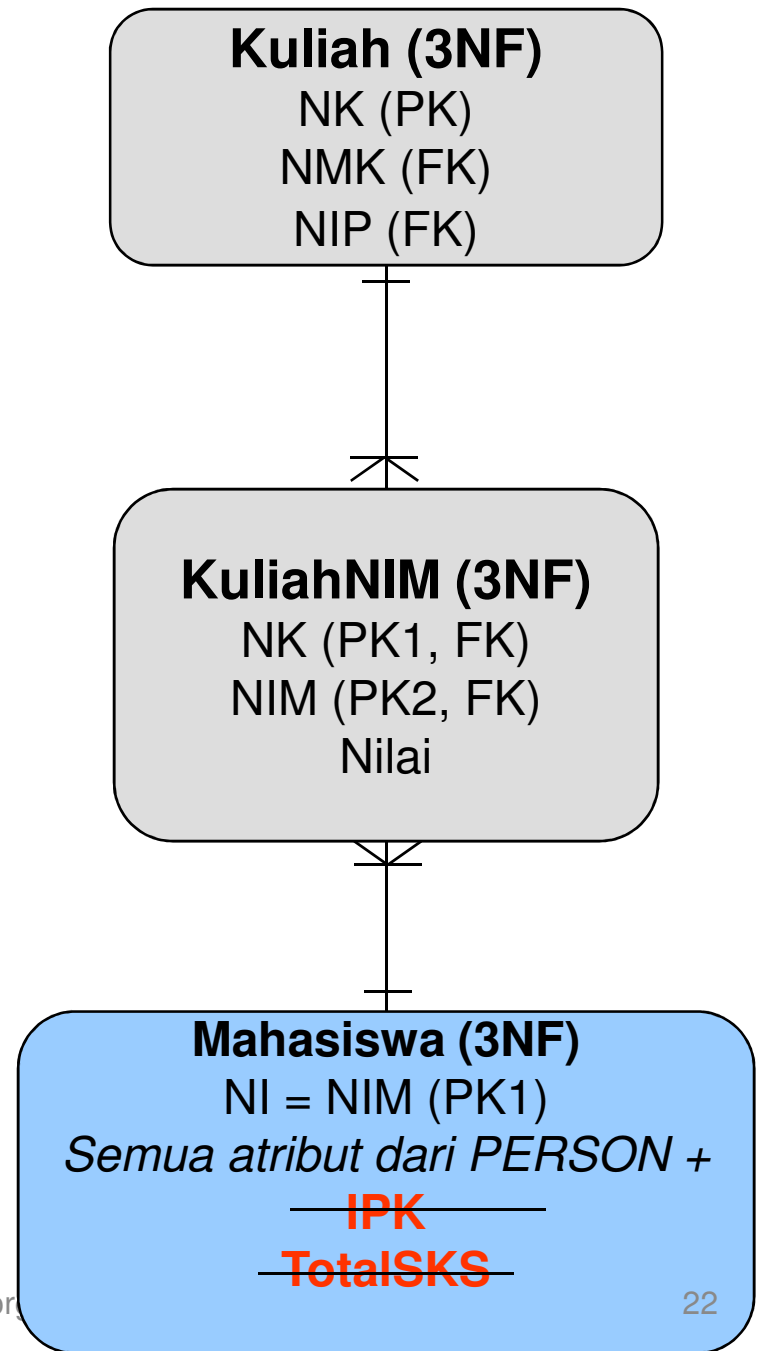 Kuliah (3NF)
NK (PK)
NMK (FK)
NIP (FK)
KuliahNIM (3NF)
NK (PK1, FK)
NIM (PK2, FK)
Nilai
Mahasiswa (3NF)
NI = NIM (PK1)
Semua atribut dari PERSON +
IPK
TotalSKS
22